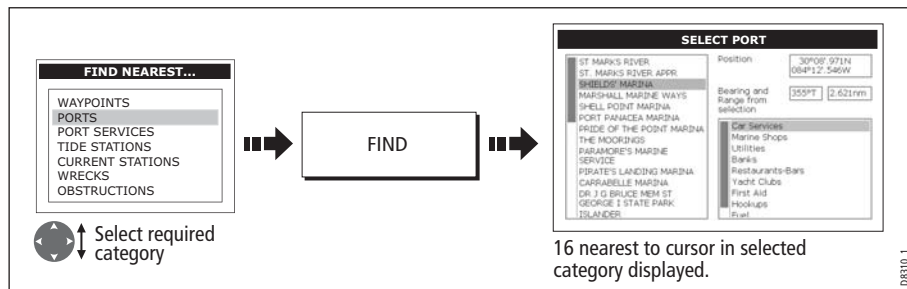 FIND NEAREST...
WAYPOINTS
PORTS
PORT SERVICES
TIDE STATIONS
CURRENT STATIONS
WRECKS
OBSTRUCTIONS
Select required
category
FIND
SELECT PORT
ST MARKS RIVER
ST. MARKS RIVER APPR
SHIELDS' MARINA
MARSHALL MARINE WAYS
SHELL POINT MARINA
PORT PANACEA MARINA
PRIDE OF THE POINT MARINA
THE MOORINGS
PARAMORE'S MARINE
SERVICE
PIRATE'S LANDING MARINA
CARRABELLE MARINA
DR J G BRUCE MEM ST
GEORGE I STATE PARK
ISLANDER
Position
30°08'.971N
084°12'.546W
Bearing and
Range from
selection
355°T
2.621nm
Car Services
Marine Shops
Utilities
Banks
Restaurants-Bars
Yacht Clubs
First Aid
Hookups
Fuel
16 nearest to cursor in selected
category displayed.
D8310_1